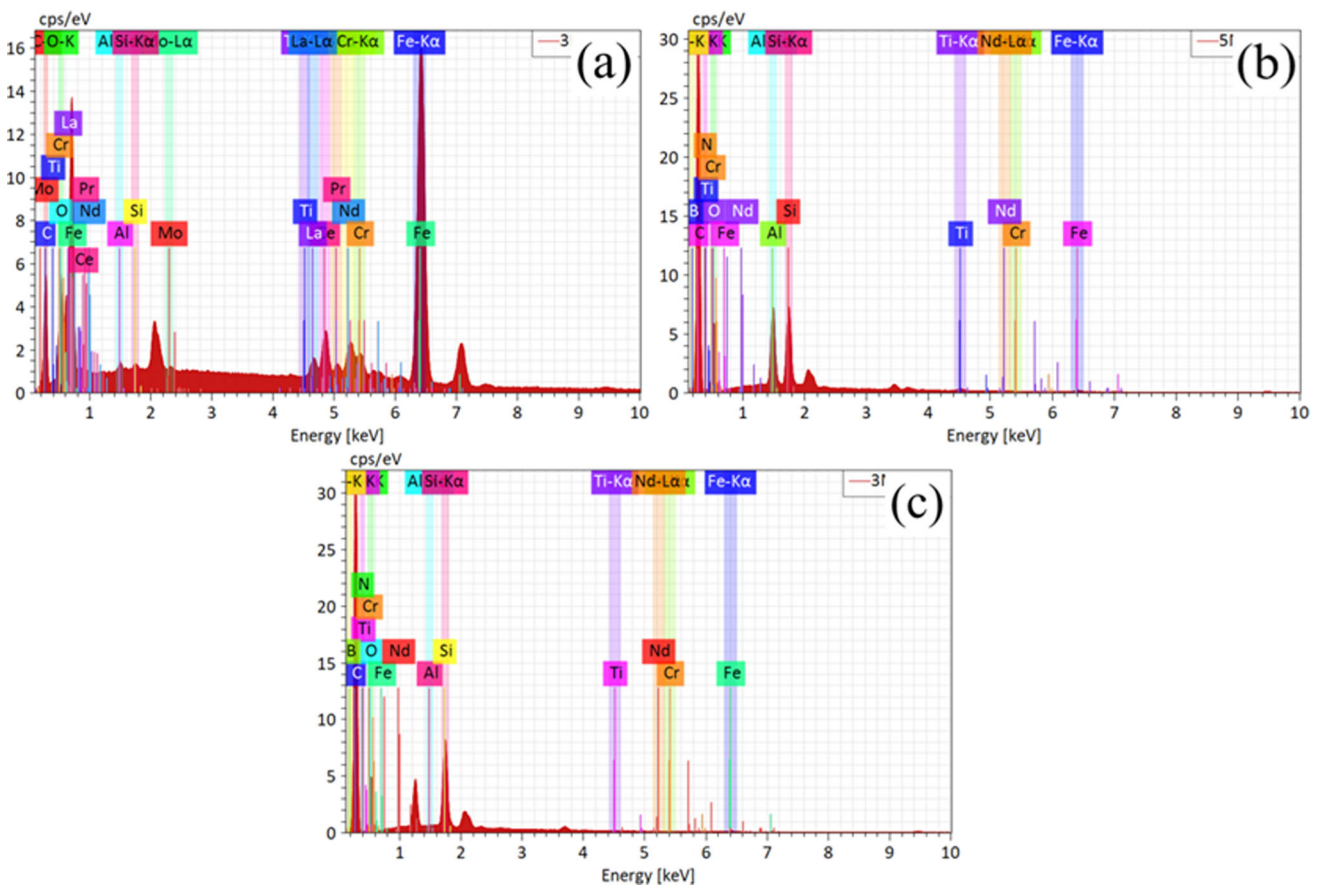 cps/eV
O-K Al Si-Kα o-Lα La-Lα Cr-Kα Fe-Kα 3 (a)
16
14
12
10
8
6
4
2
0
La
Cr
Ti
Mo Pr Pr
O Nd Si Ti Nd
C Fe Al Mo La e Cr Fe
Ce
1 2 3 4 5 6 7 8 9 10
Energy [keV]
cps/eV
-K K Al Si-Kα Ti-Kα Nd-Lα Fe-Kα (b)
30
25
20
15
10
5
0
N
Cr
Ti
B O Nd Si Nd
C Fe Al Ti Cr Fe
1 2 3 4 5 6 7 8 9 10
Energy [keV]
cps/eV
-K K Al Si-Kα Ti-Kα Nd-Lα α Fe-Kα (c)
30
25
20
15
10
5
0
N
Cr
Ti
B O Nd Si Nd
C Fe Al Ti Cr Fe
1 2 3 4 5 6 7 8 9 10
Energy [keV]